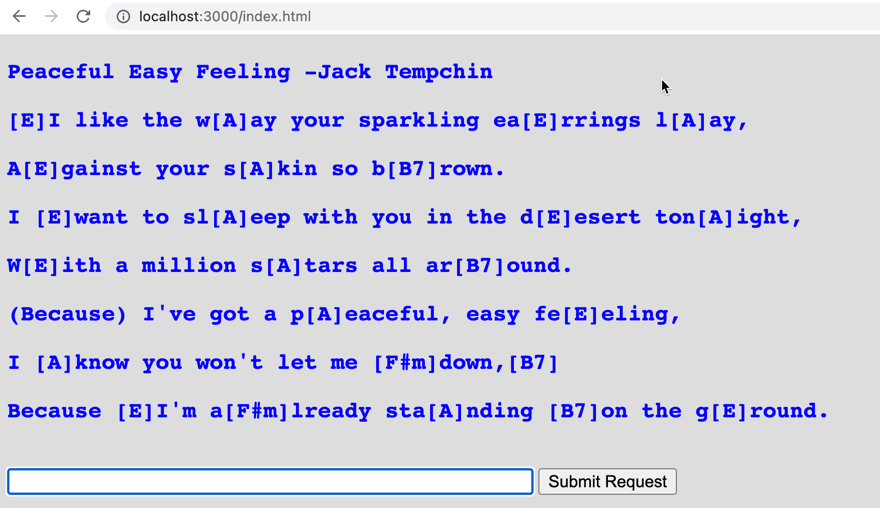 localhost:3000/index.html
Peaceful Easy Feeling -Jack Tempchin
[E]I like the w[A]ay your sparkling ea[E]rrings l[A]ay,
A[E]gainst your s[A]kin so b[B7]rown.
I [E]want to sl[A]eep with you in the d[E]esert ton[A]ight,
W[E]ith a million s[A]tars all ar[B7]ound.
(Because) I've got a p[A]eaceful, easy fe[E]eling,
I [A]know you won't let me [F#m]down,[B7]
Because [E]I'm a[F#m]lready sta[A]nding [B7]on the g[E]round.
Submit Request